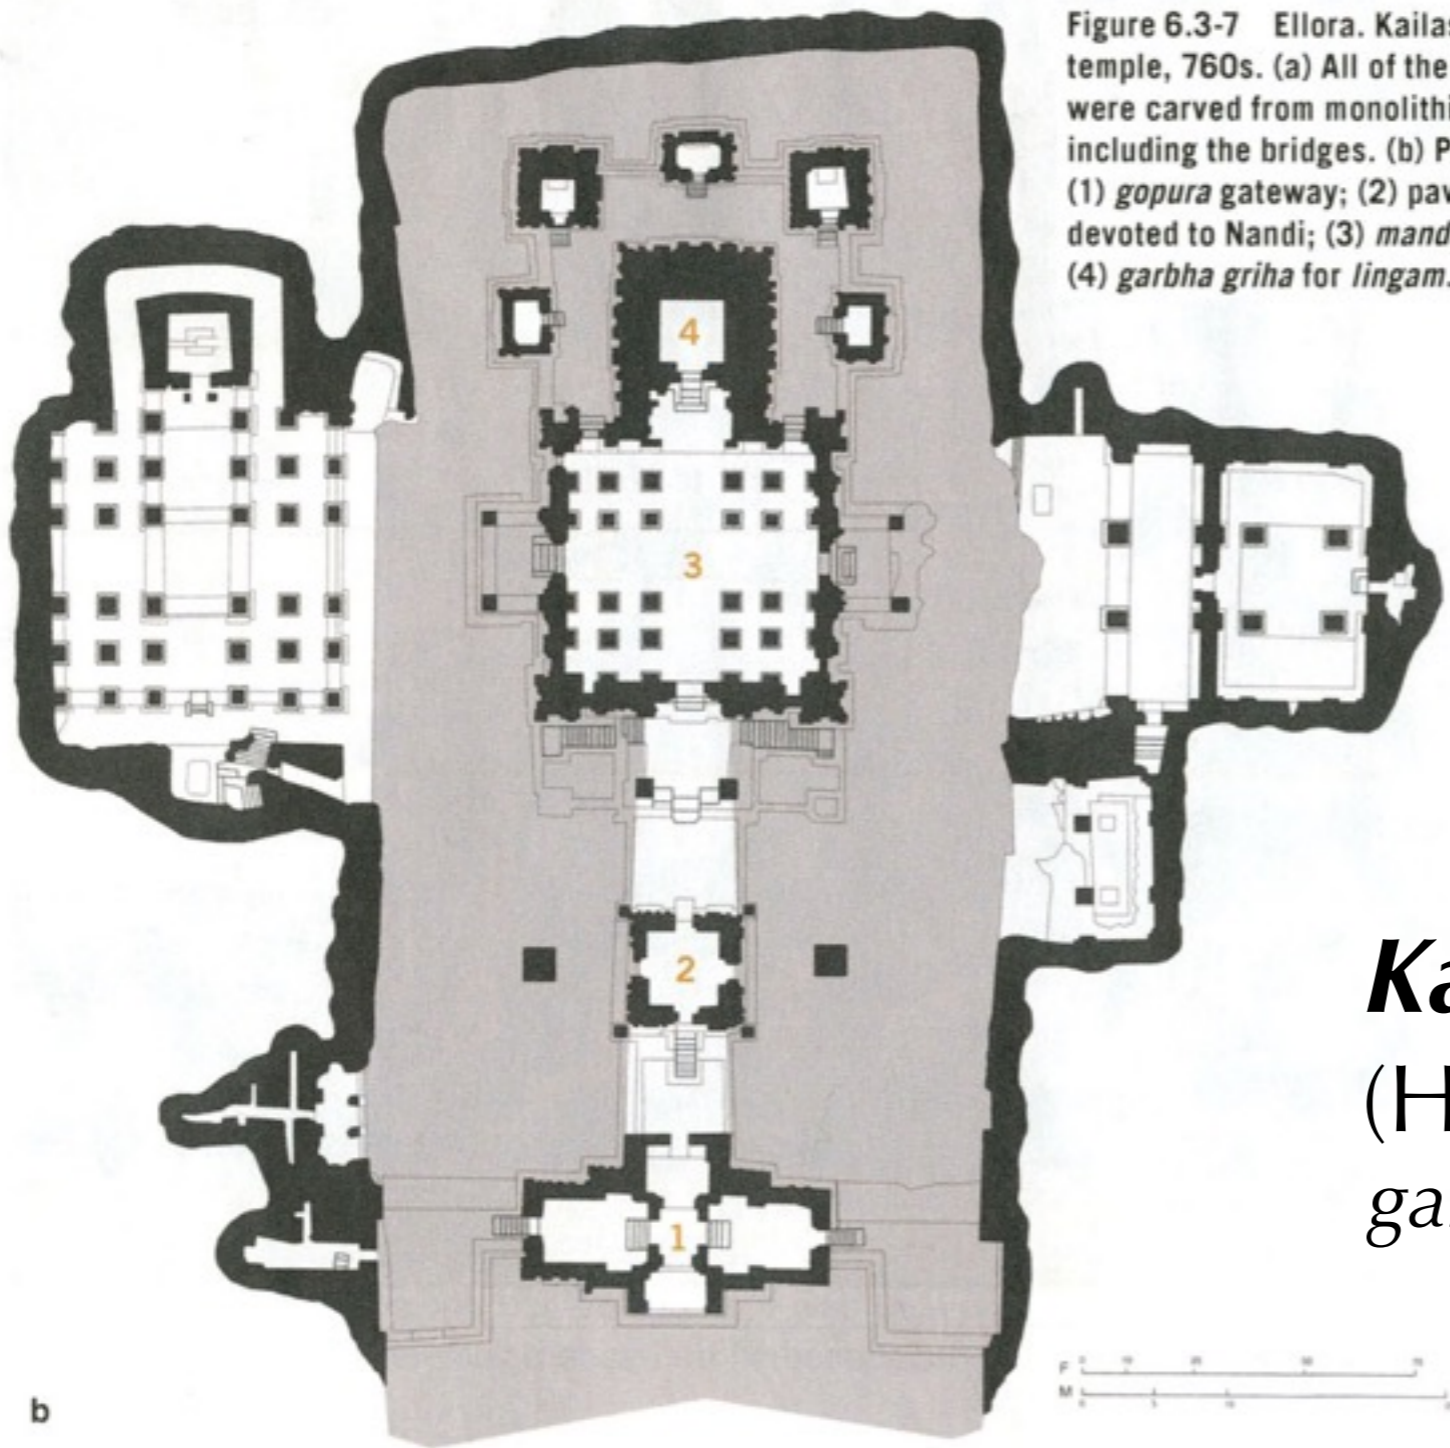 Figure 6.3-7 Ellora. Kailas
temple, 760s. (a) All of the
were carved from monolithi
including the bridges. (b) P
(1) gopura gateway; (2) pav
devoted to Nandi; (3) mand
(4) garbha griha for lingam.
4
3
2
Ka
(H
ga
1
F
M
b